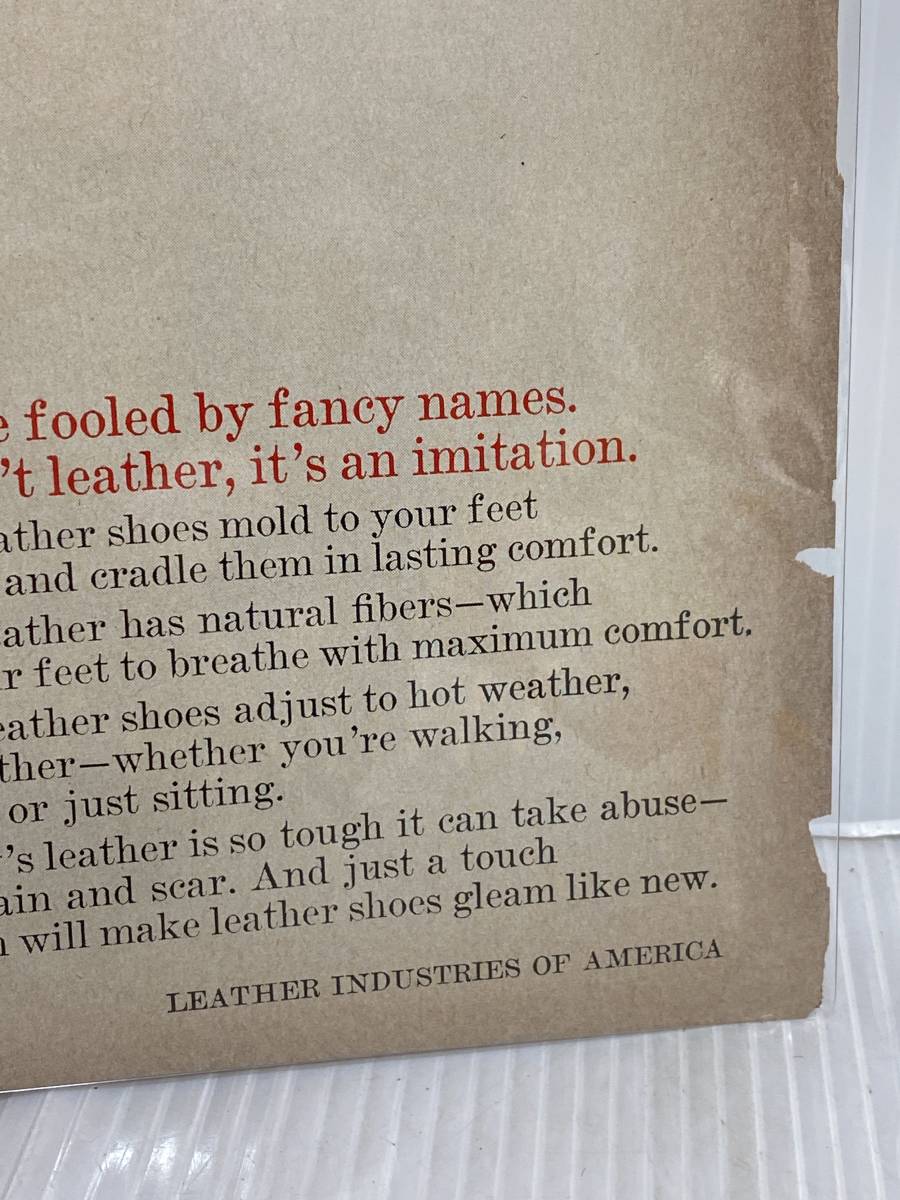 e fooled by fancy names.
't leather, it's an imitation.
ather shoes mold to your feet
and cradle them in lasting comfort.
eather has natural fibers—which
r feet to breathe with maximum comfort.
eather shoes adjust to hot weather,
ther—whether you're walking,
or just sitting.
's leather is so tough it can take abuse—
ain and scar. And just a touch
will make leather shoes gleam like new.
LEATHER INDUSTRIES OF AMERICA